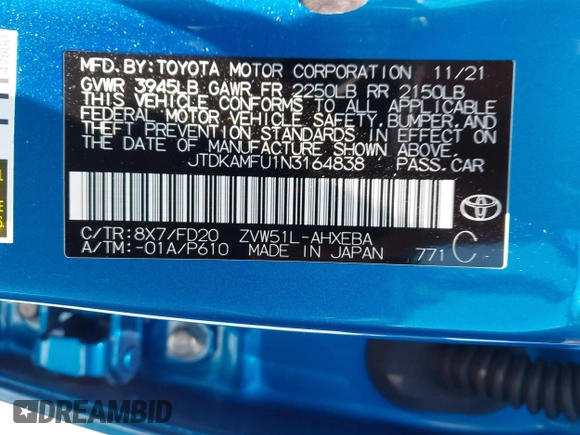 MFD. BY: TOYOTA MOTOR CORPORATION 11/21
GVWR 3945LB GAWR FR 2250LB RR 2150LB
THIS VEHICLE CONFORMS TO ALL APPLICABLE
FEDERAL MOTOR VEHICLE SAFETY, BUMPER, AND
THEFT PREVENTION STANDARDS IN EFFECT ON
THE DATE OF MANUFACTURE SHOWN ABOVE.
JTDKAMFU1N3164838 PASS. CAR
C/TR: 8X7/FD20 ZVW51L-AHXEBA
A/TM: -01A/P610 MADE IN JAPAN 771 C
DREAMBID